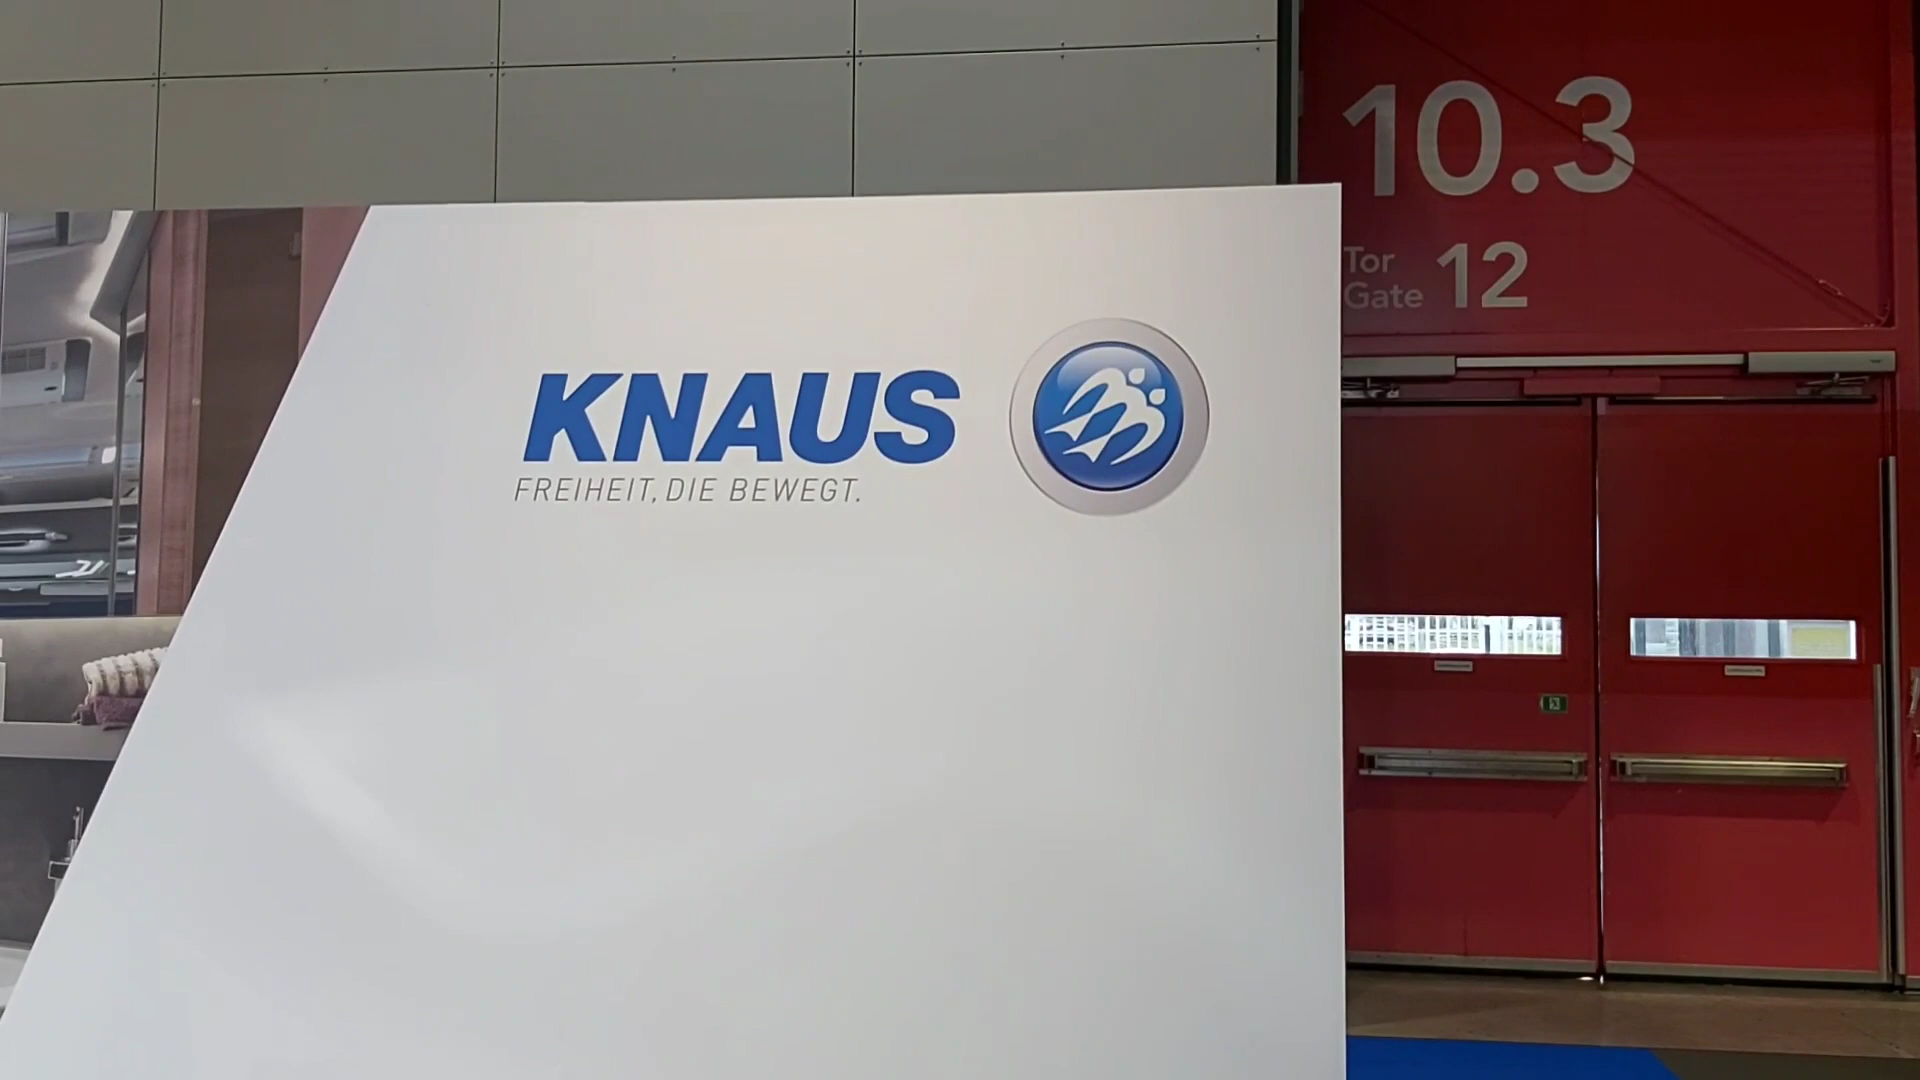 10.3
Tor
Gate 12
KNAUS
FREIHEIT, DIE BEWEGT.